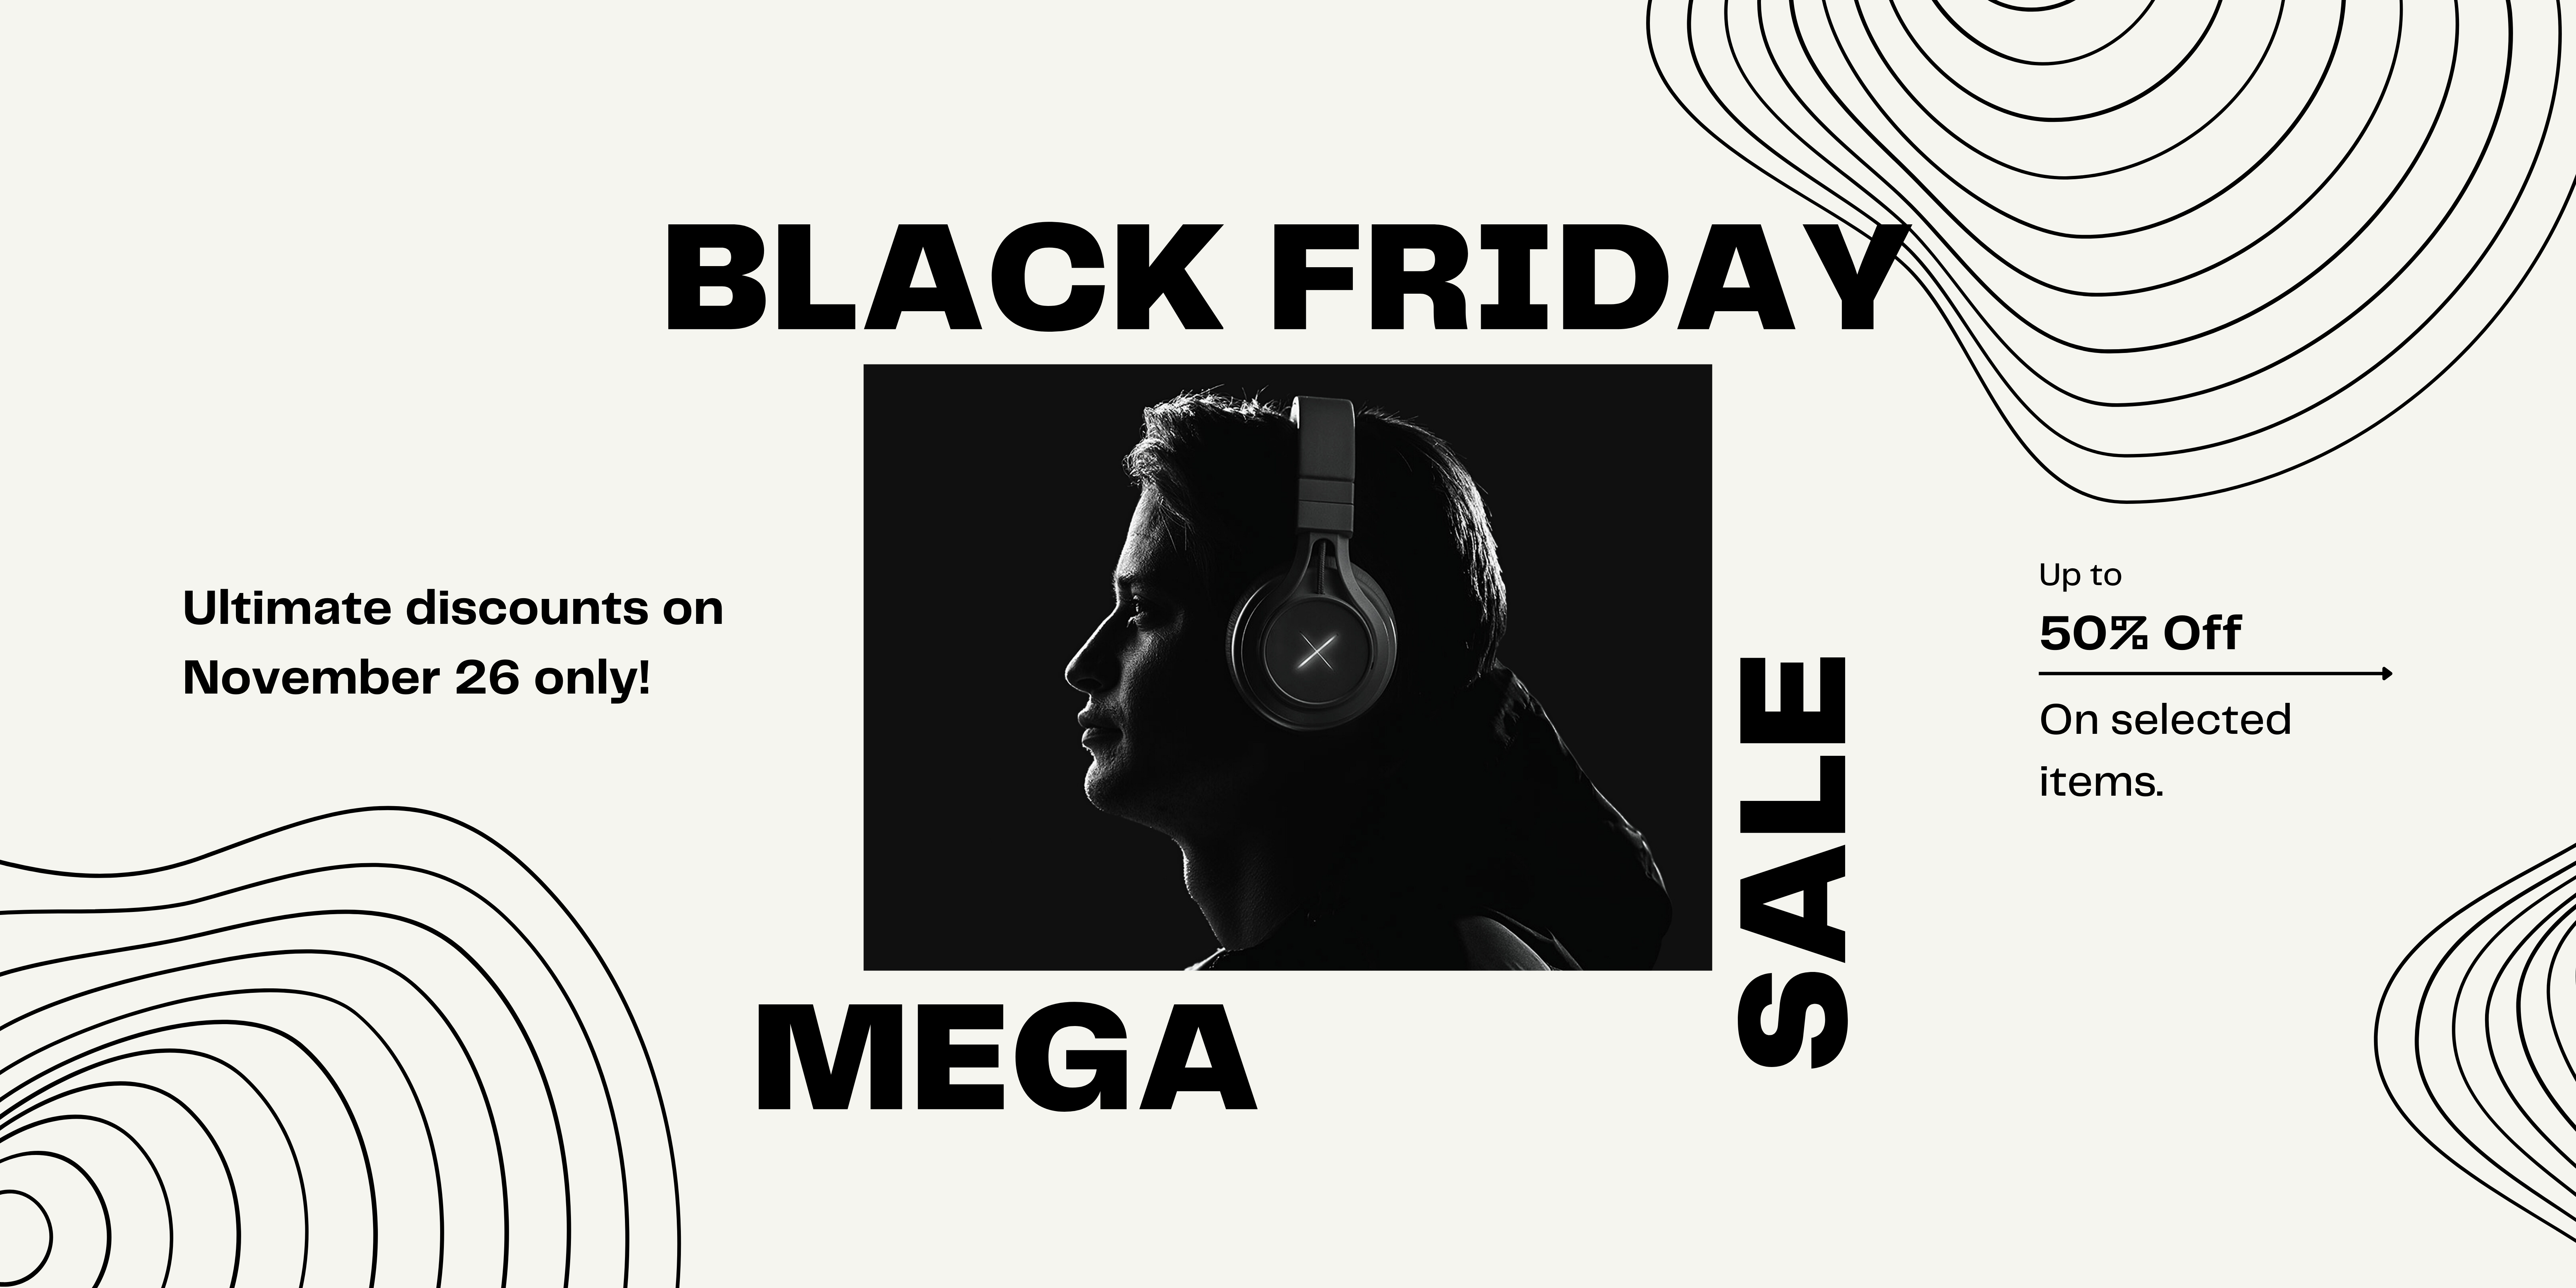 BLACK FRIDAY
Ultimate discounts on
November 26 only!
MEGA
SALE
Up to
50% Off
On selected
items.